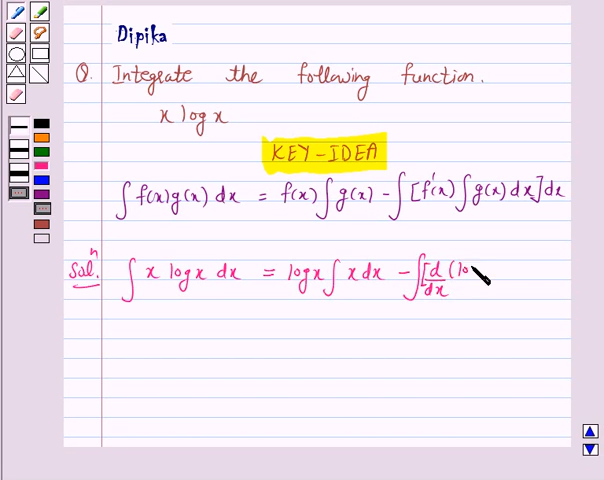 Dipika
Q. Integrate the following function.
x log x
KEY-IDEA
∫ f(x) g(x) dx = f(x) ∫ g(x) - ∫ [f'(x) ∫ g(x) dx] dx
Solⁿ. ∫ x log x dx = log x ∫ x dx - ∫ [d/dx (lo